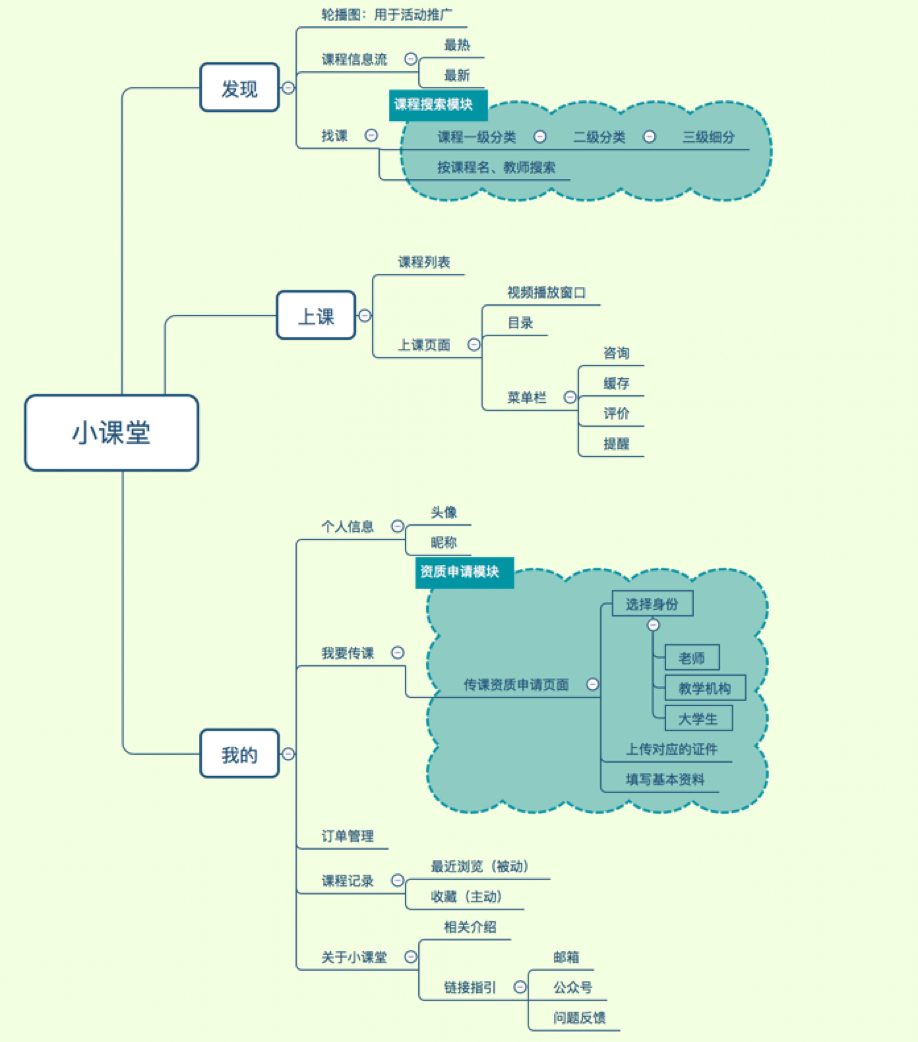 轮播图：用于活动推广
课程信息流
最热
最新
发现
课程搜索模块
找课
课程一级分类
二级分类
三级细分
按课程名、教师搜索
课程列表
上课
视频播放窗口
目录
上课页面
咨询
菜单栏
缓存
评价
提醒
小课堂
头像
个人信息
昵称
资质申请模块
选择身份
我要传课
老师
传课资质申请页面
教学机构
大学生
上传对应的证件
我的
填写基本资料
订单管理
最近浏览（被动）
课程记录
收藏（主动）
相关介绍
关于小课堂
邮箱
链接指引
公众号
问题反馈